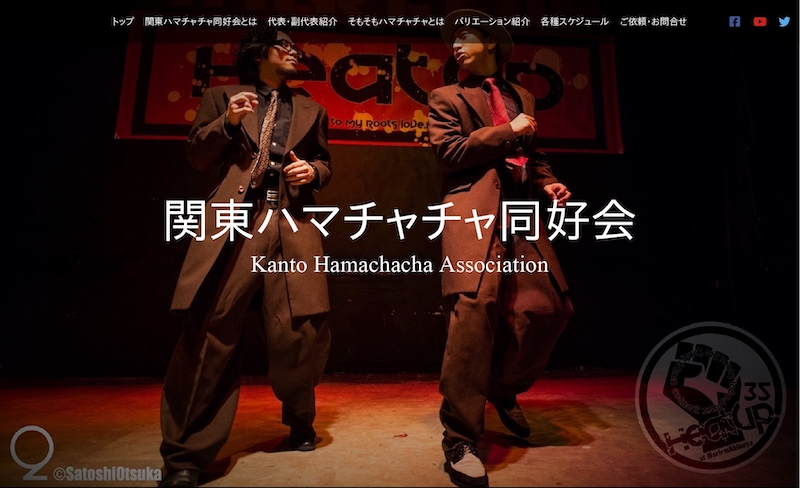 トップ 関東ハマチャチャ同好会とは 代表・副代表紹介 そもそもハマチャチャとは バリエーション紹介 各種スケジュール ご依頼・お問合せ
HeatUp
to my Roots
関東ハマチャチャ同好会
Kanto Hamachacha Association
35
HeatUp
©SatoshiOtsuka